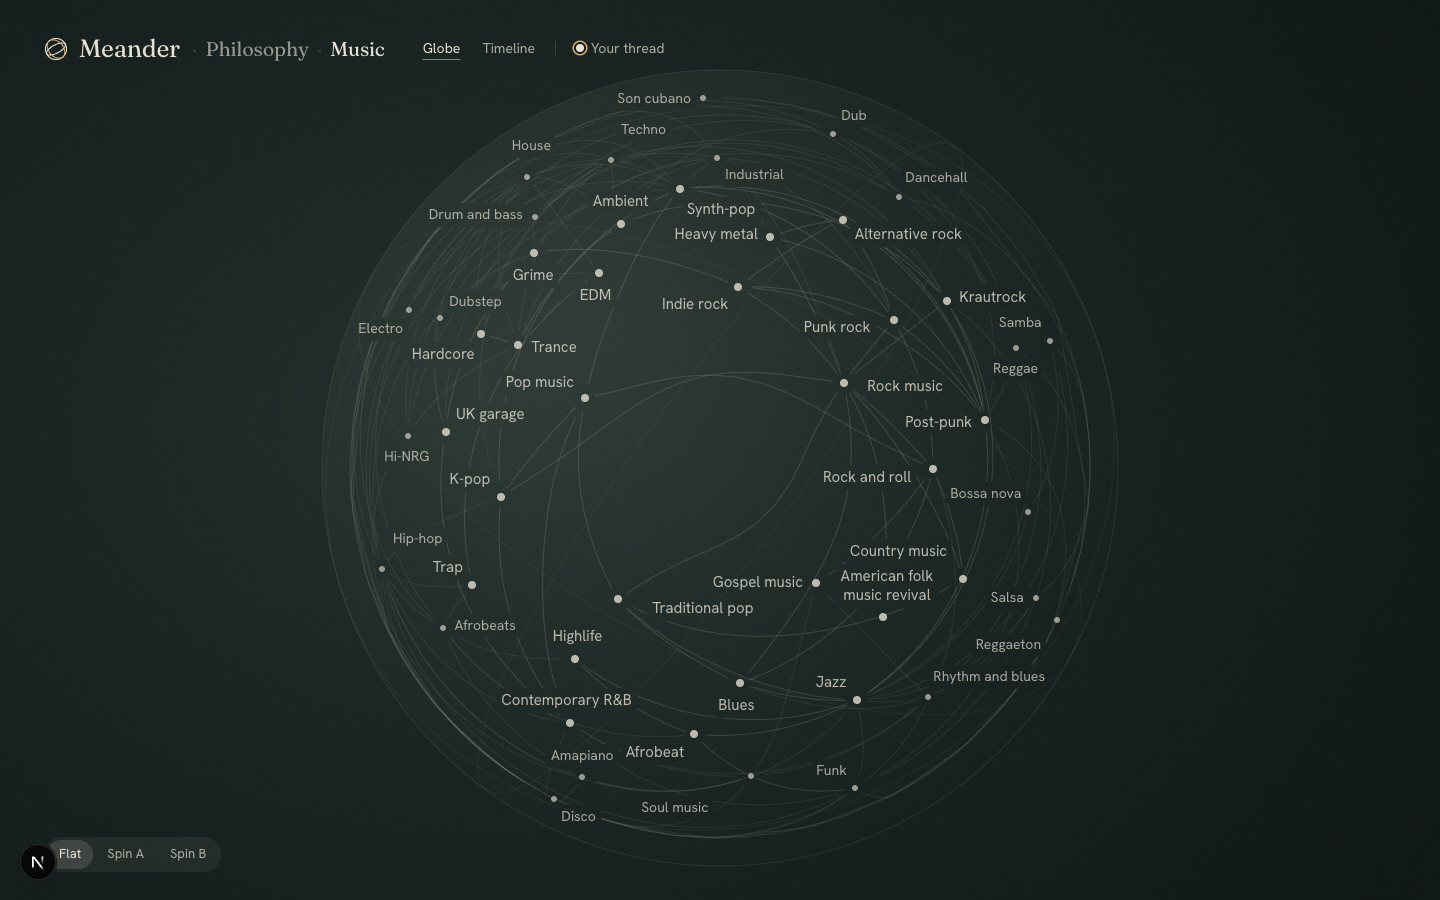 Meander · Philosophy · Music
Globe
Timeline
Your thread
Son cubano
Dub
Techno
House
Industrial
Dancehall
Ambient
Synth-pop
Drum and bass
Heavy metal
Alternative rock
Grime
EDM
Indie rock
Krautrock
Dubstep
Samba
Electro
Punk rock
Hardcore
Trance
Reggae
Pop music
Rock music
UK garage
Post-punk
Hi-NRG
K-pop
Rock and roll
Bossa nova
Hip-hop
Country music
Trap
Gospel music
American folk
music revival
Salsa
Traditional pop
Afrobeats
Highlife
Reggaeton
Rhythm and blues
Jazz
Contemporary R&B
Blues
Amapiano
Afrobeat
Funk
Soul music
Disco
N
Flat
Spin A
Spin B